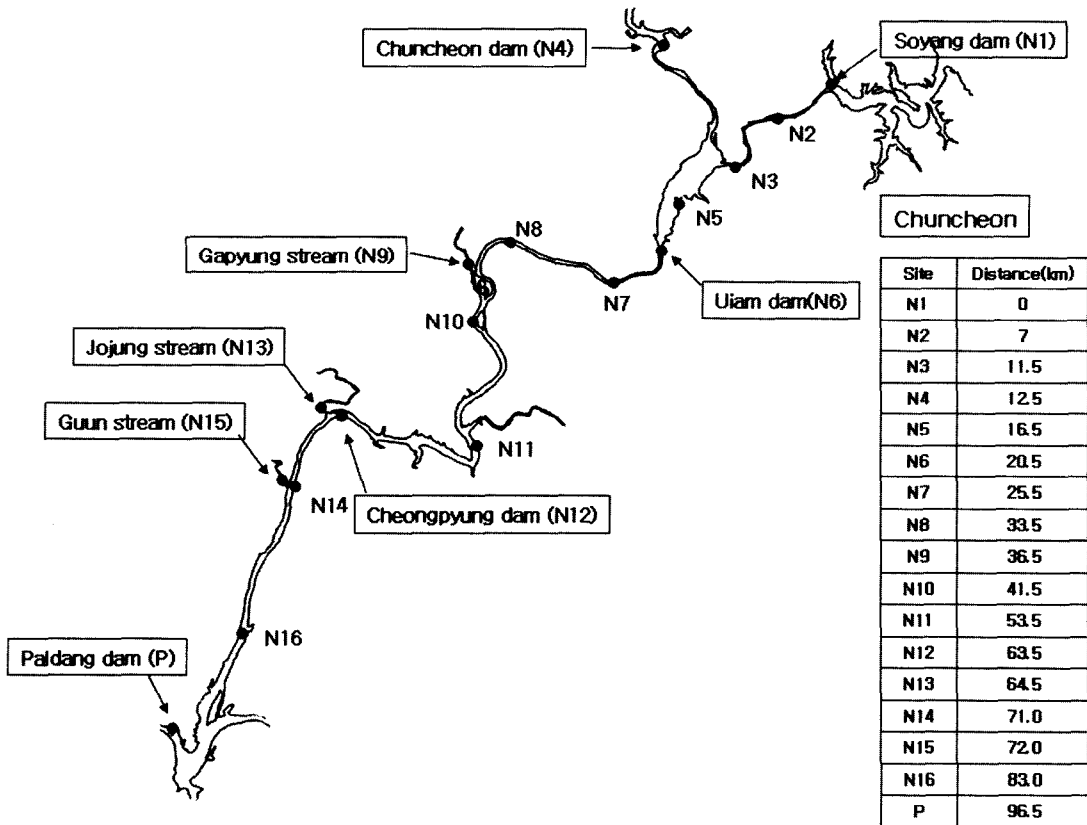 Chuncheon dam (N4)
Soyang dam (N1)
N2
N3
N5
Chuncheon
N8
Gapyung stream (N9)
N7
Uiam dam(N6)
N10
Jojung stream (N13)
Guun stream (N15)
N11
N14
Cheongpyung dam (N12)
N16
Paldang dam (P)
Site Distance(km)
N1 0
N2 7
N3 11.5
N4 12.5
N5 16.5
N6 20.5
N7 25.5
N8 33.5
N9 36.5
N10 41.5
N11 53.5
N12 63.5
N13 64.5
N14 71.0
N15 72.0
N16 83.0
P 96.5